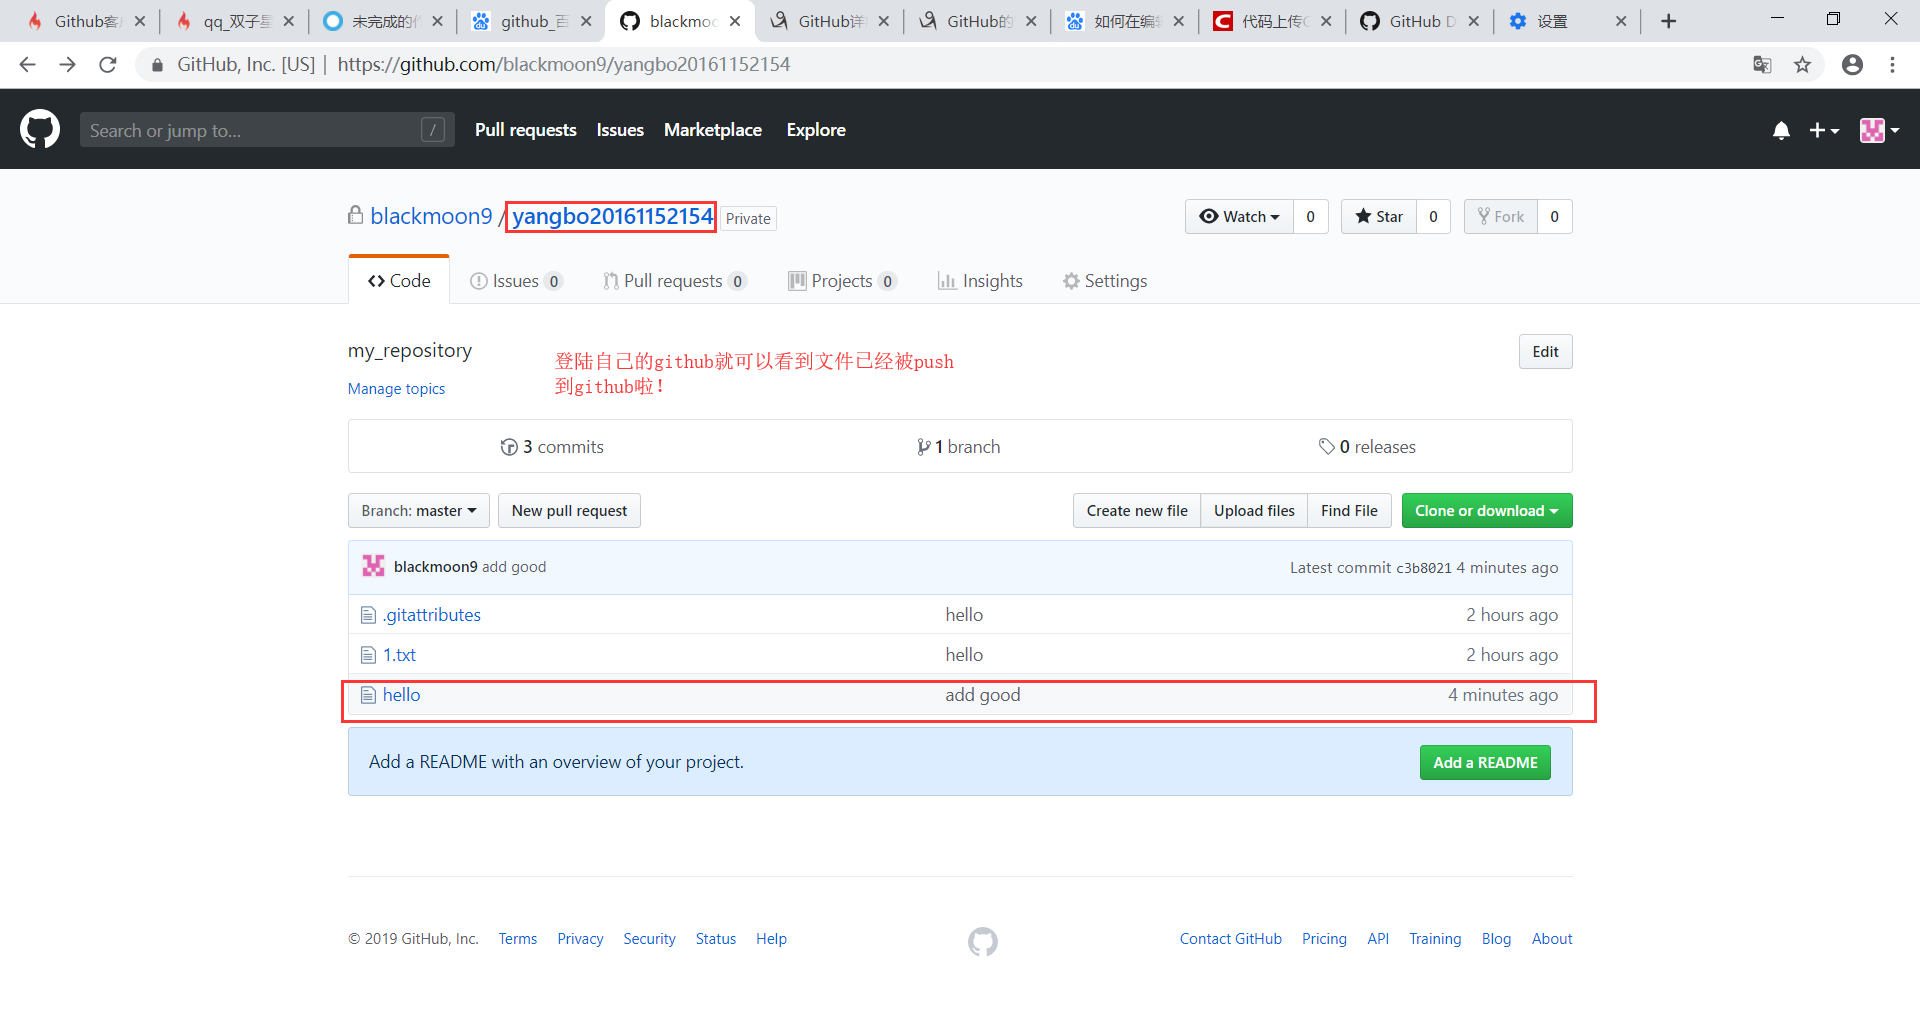 Github客 qq_双子星 未完成的作 github_百 blackmoo GitHub详 GitHub的 如何在编 代码上传 GitHub D 设置
GitHub, Inc. [US] | https://github.com/blackmoon9/yangbo20161152154
Search or jump to... / Pull requests Issues Marketplace Explore
blackmoon9 / yangbo20161152154 Private Watch 0 Star 0 Fork 0
Code Issues 0 Pull requests 0 Projects 0 Insights Settings
my_repository Edit
登陆自己的github就可以看到文件已经被push
到github啦！
Manage topics
3 commits 1 branch 0 releases
Branch: master New pull request Create new file Upload files Find File Clone or download
blackmoon9 add good Latest commit c3b8021 4 minutes ago
.gitattributes hello 2 hours ago
1.txt hello 2 hours ago
hello add good 4 minutes ago
Add a README with an overview of your project. Add a README
© 2019 GitHub, Inc. Terms Privacy Security Status Help Contact GitHub Pricing API Training Blog About